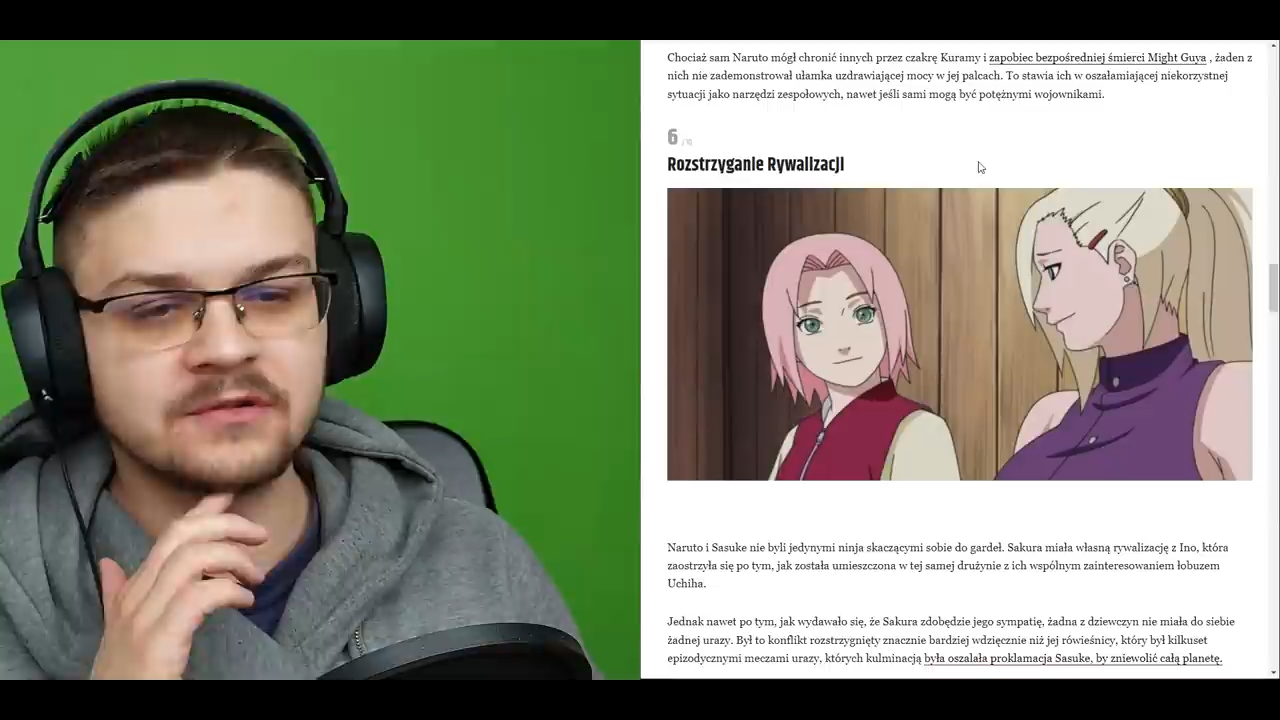 Chociaż sam Naruto mógł chronić innych przez czakrę Kuramy i zapobiec bezpośredniej śmierci Might Guya , żaden z
nich nie zademonstrował ułamka uzdrawiającej mocy w jej palcach. To stawia ich w oszałamiającej niekorzystnej
sytuacji jako narzędzi zespołowych, nawet jeśli sami mogą być potężnymi wojownikami.
6 / 10
Rozstrzyganie Rywalizacji
Naruto i Sasuke nie byli jedynymi ninja skaczącymi sobie do gardeł. Sakura miała własną rywalizację z Ino, która
zaostrzyła się po tym, jak została umieszczona w tej samej drużynie z ich wspólnym zainteresowaniem łobuzem
Uchiha.
Jednak nawet po tym, jak wydawało się, że Sakura zdobędzie jego sympatię, żadna z dziewczyn nie miała do siebie
żadnej urazy. Był to konflikt rozstrzygnięty znacznie bardziej wdzięcznie niż jej rówieśnicy, który był kilkuset
epizodycznymi meczami urazy, których kulminacją była oszalała proklamacja Sasuke, by zniewolić całą planetę.